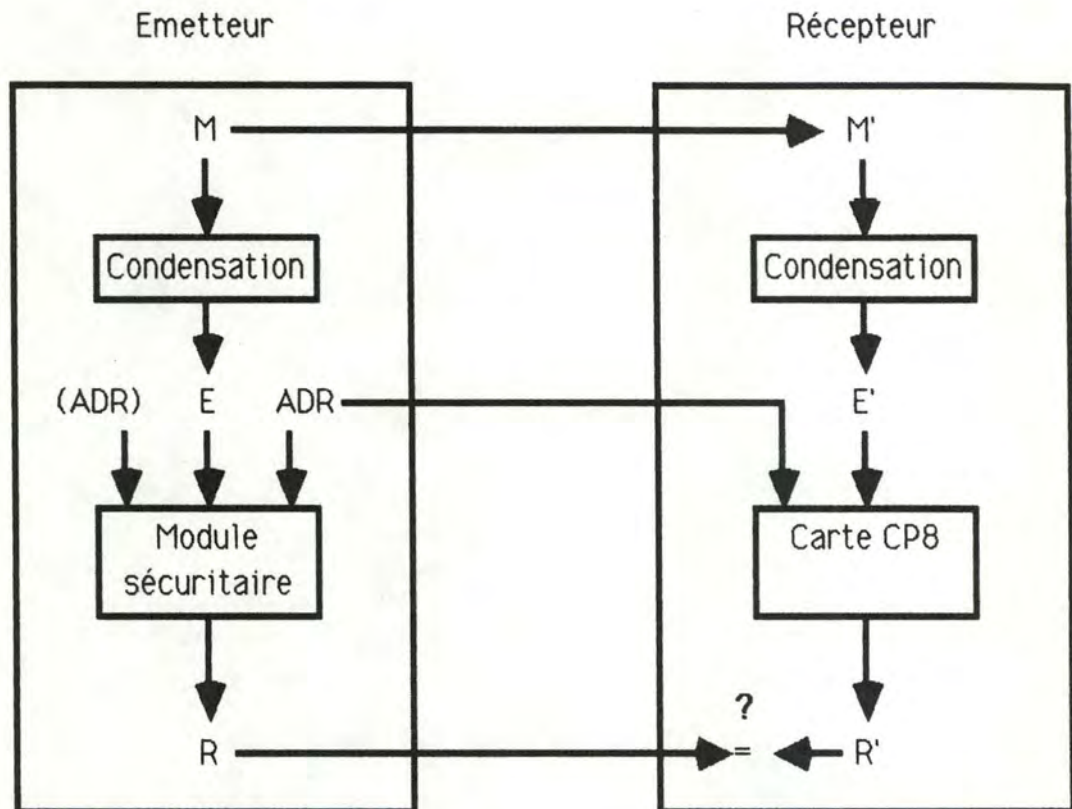 Emetteur Récepteur
M M'
Condensation Condensation
(ADR) E ADR E'
Module Carte CP8
sécuritaire
?
R = R'